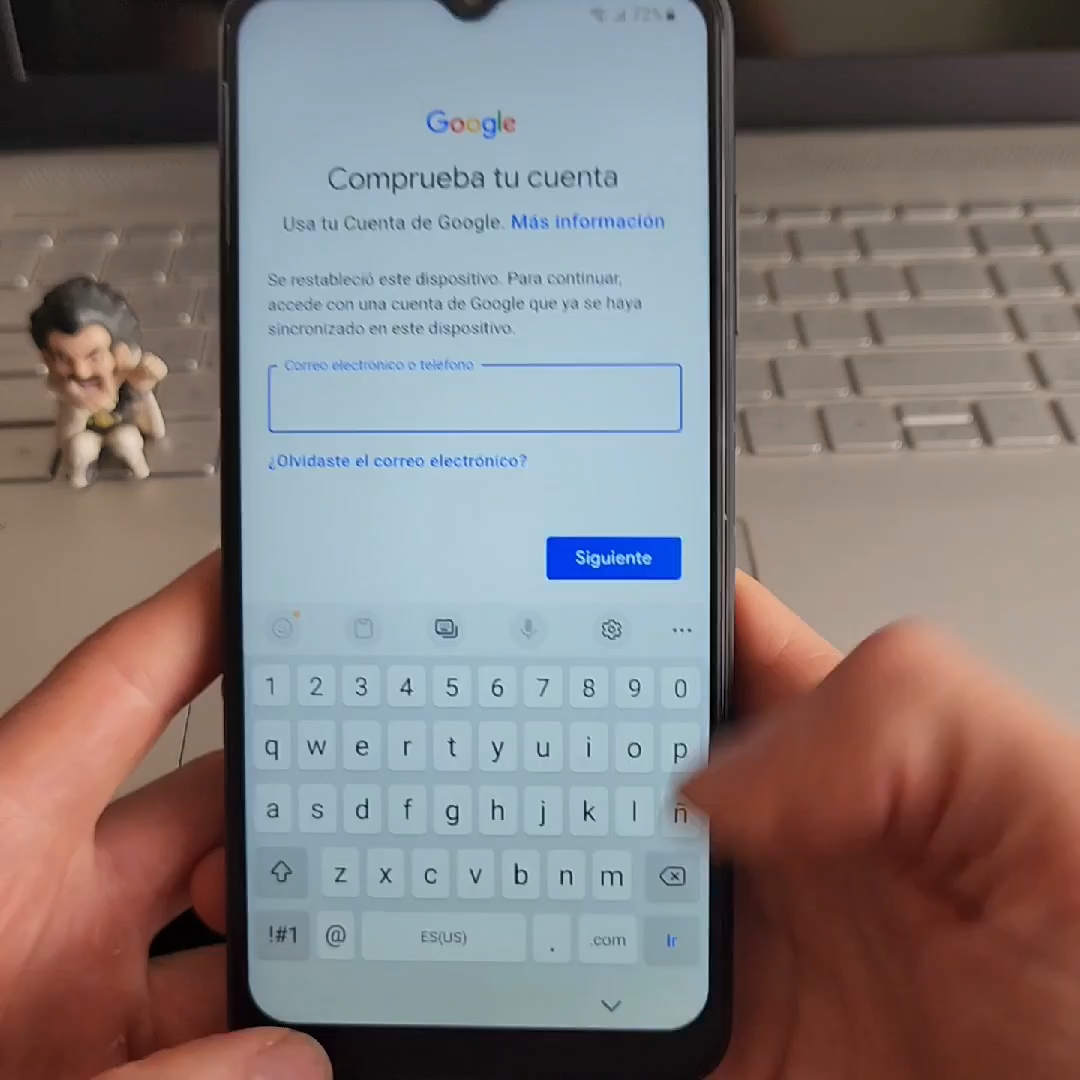 72%
Google
Comprueba tu cuenta
Usa tu Cuenta de Google. Más información
Se restableció este dispositivo. Para continuar,
accede con una cuenta de Google que ya se haya
sincronizado en este dispositivo.
Correo electrónico o teléfono
¿Olvidaste el correo electrónico?
Siguiente
1 2 3 4 5 6 7 8 9 0
q w e r t y u i o p
a s d f g h j k l ñ
z x c v b n m
!#1 @ ES(US) . .com Ir